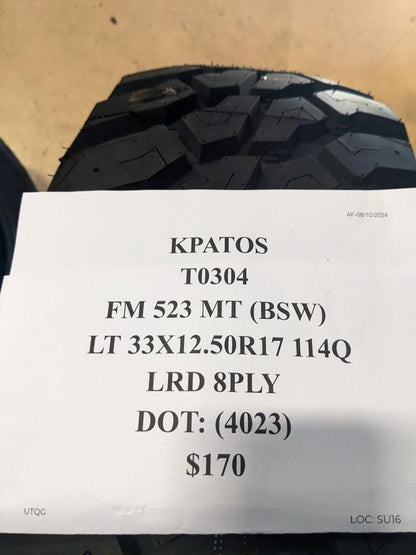 AF-08/10/2024
KPATOS
T0304
FM 523 MT (BSW)
LT 33X12.50R17 114Q
LRD 8PLY
DOT: (4023)
$170
UTQG
LOC: SU16